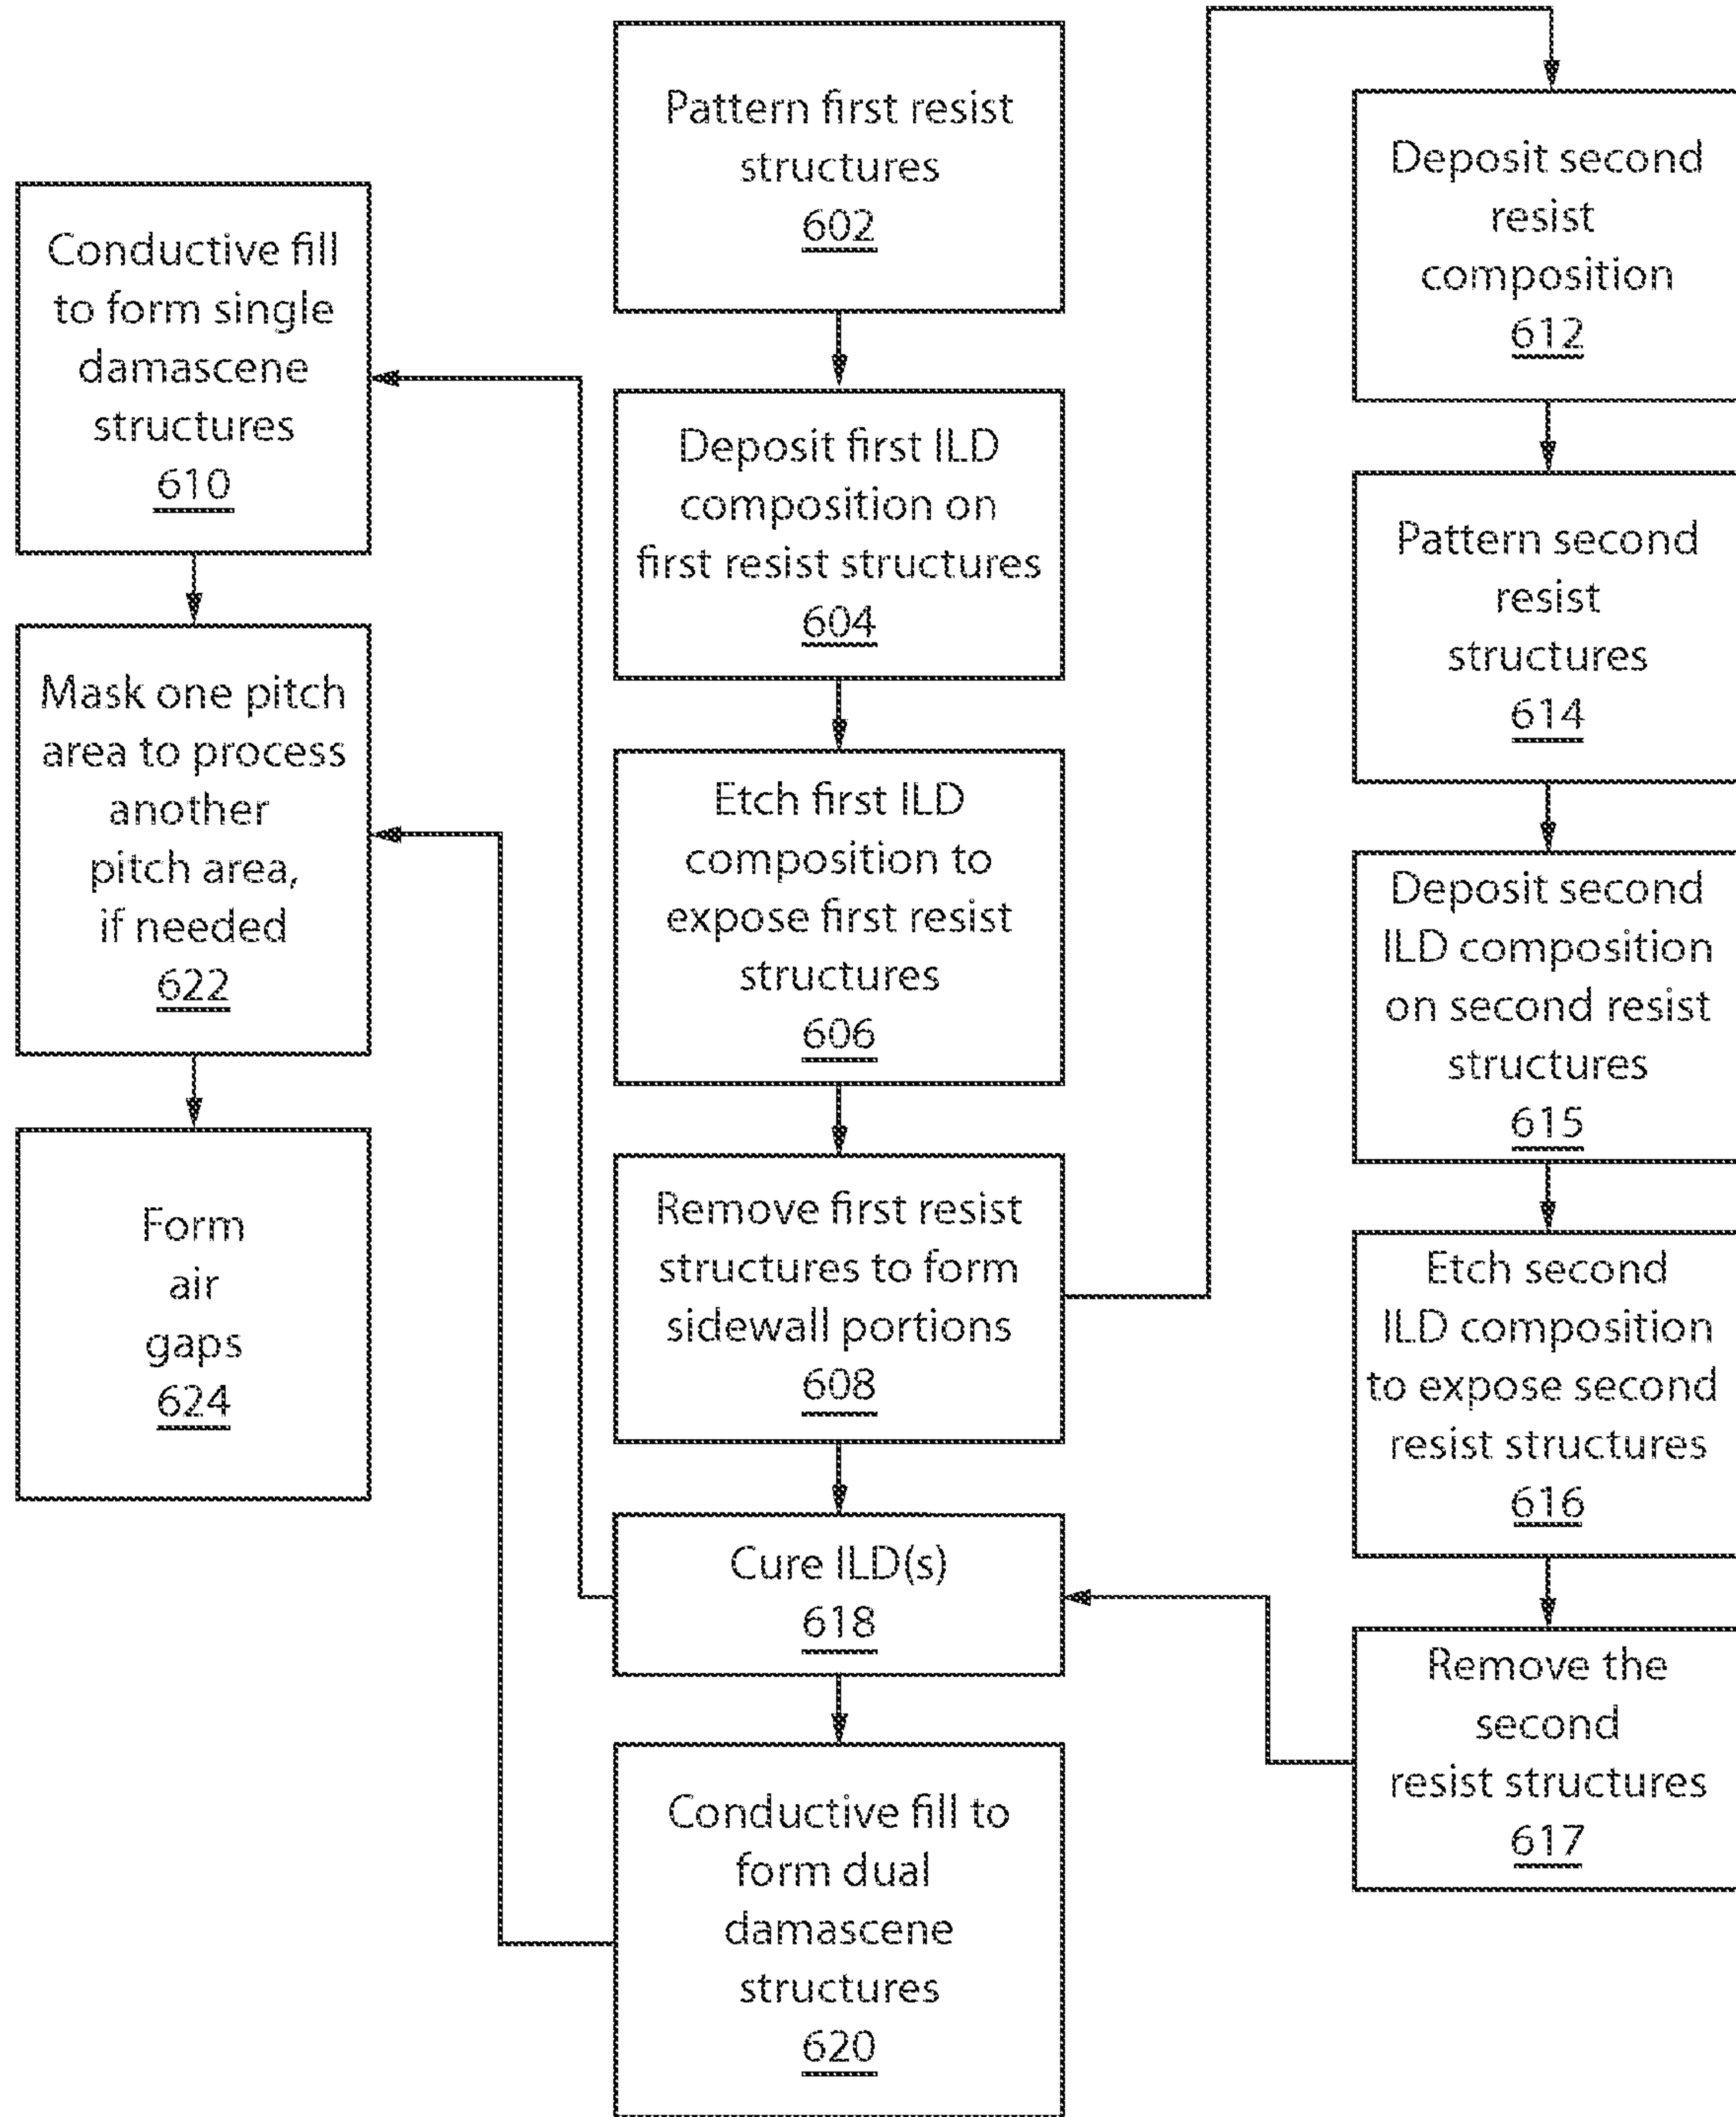 Pattern first resist
structures
602
Deposit first ILD
composition on
first resist structures
604
Etch first ILD
composition to
expose first resist
structures
606
Remove first resist
structures to form
sidewall portions
608
Cure ILD(s)
618
Conductive fill to
form dual
damascene
structures
620
Conductive fill
to form single
damascene
structures
610
Mask one pitch
area to process
another
pitch area,
if needed
622
Form
air
gaps
624
Deposit second
resist
composition
612
Pattern second
resist
structures
614
Deposit second
ILD composition
on second resist
structures
615
Etch second
ILD composition
to expose second
resist structures
616
Remove the
second
resist structures
617